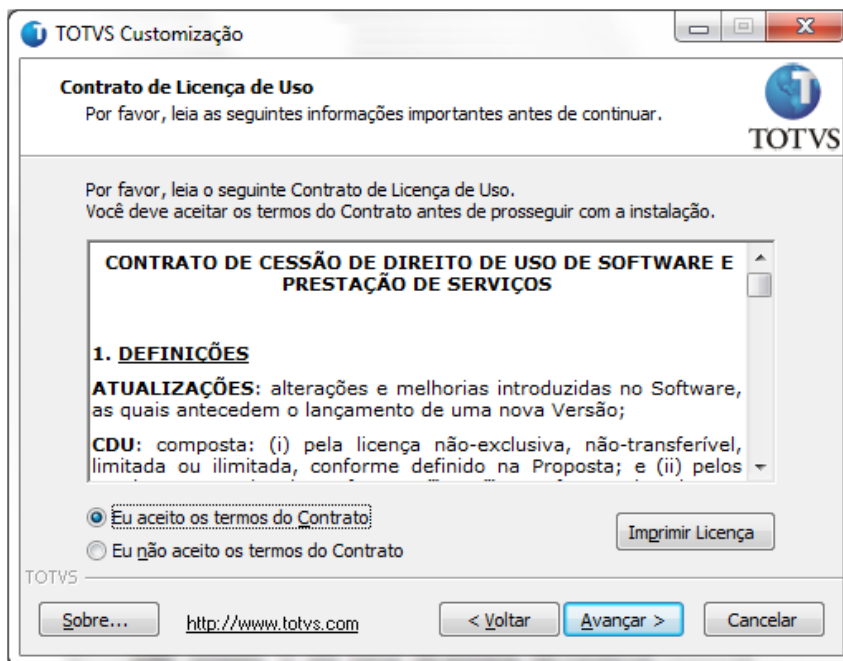 TOTVS Customização
Contrato de Licença de Uso
Por favor, leia as seguintes informações importantes antes de continuar.
TOTVS
Por favor, leia o seguinte Contrato de Licença de Uso.
Você deve aceitar os termos do Contrato antes de prosseguir com a instalação.
CONTRATO DE CESSÃO DE DIREITO DE USO DE SOFTWARE E
PRESTAÇÃO DE SERVIÇOS
1. DEFINIÇÕES
ATUALIZAÇÕES: alterações e melhorias introduzidas no Software,
as quais antecedem o lançamento de uma nova Versão;
CDU: composta: (i) pela licença não-exclusiva, não-transferível,
limitada ou ilimitada, conforme definido na Proposta; e (ii) pelos
Eu aceito os termos do Contrato
Imprimir Licença
Eu não aceito os termos do Contrato
TOTVS
Sobre... http://www.totvs.com < Voltar Avançar > Cancelar